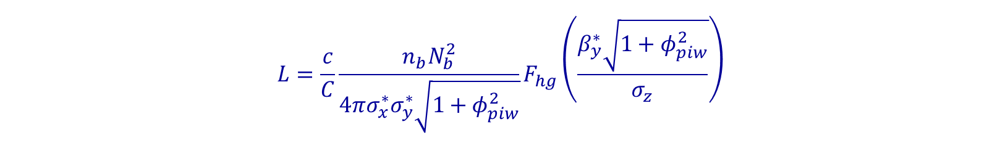 L = \frac{c}{C} \frac{n_b N_b^2}{4\pi\sigma_x^*\sigma_y^*\sqrt{1+\phi_{piw}^2}} F_{hg} \left( \frac{\beta_y^*\sqrt{1+\phi_{piw}^2}}{\sigma_z} \right)